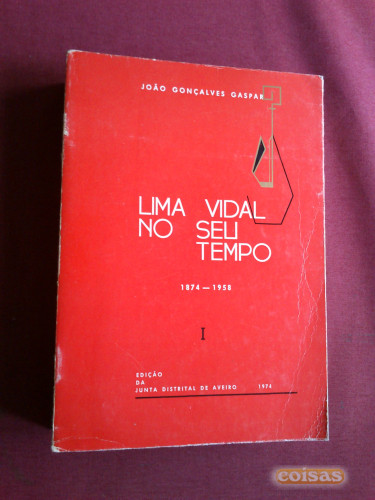 JOÃO GONÇALVES GASPAR
LIMA VIDAL
NO SEU
TEMPO
1874 — 1958
I
EDIÇÃO
DA
JUNTA DISTRITAL DE AVEIRO 1974
coisas